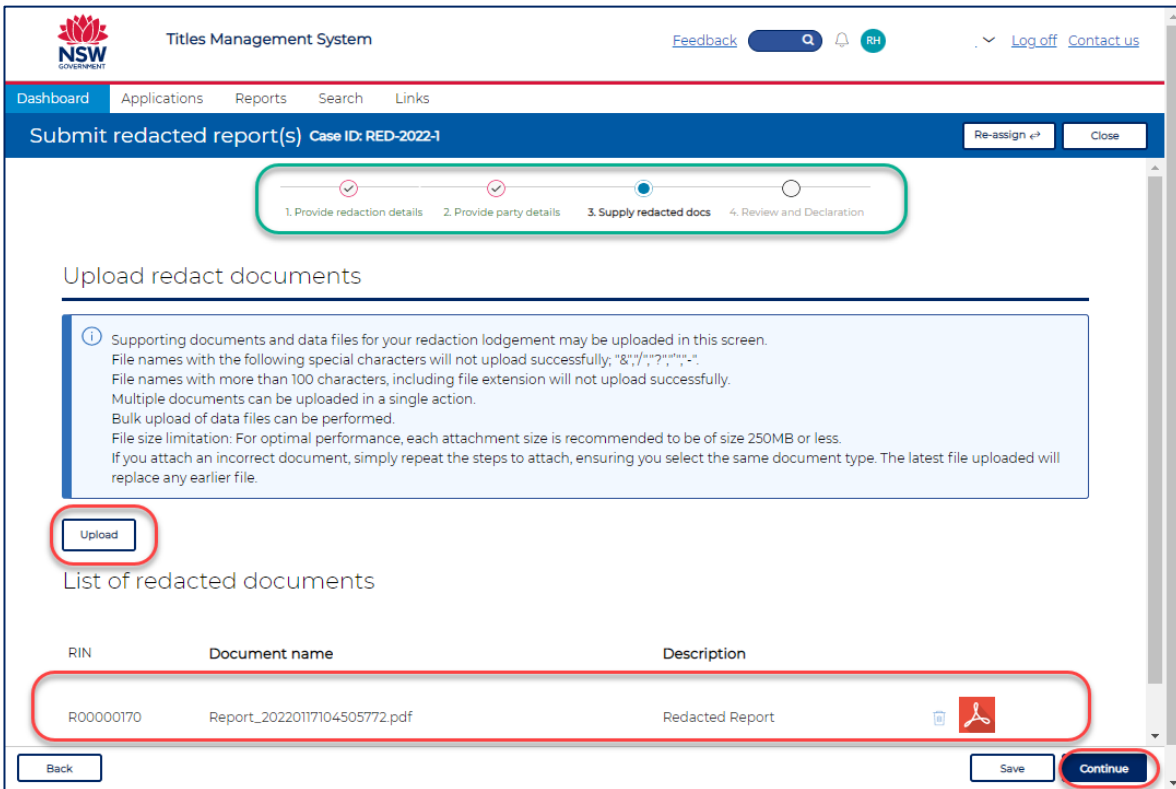 NSW
GOVERNMENT
Titles Management System
Feedback
RH
Log off Contact us
Dashboard Applications Reports Search Links
Submit redacted report(s) Case ID: RED-2022-1
Re-assign ⇄ Close
1. Provide redaction details 2. Provide party details 3. Supply redacted docs 4. Review and Declaration
Upload redact documents
Supporting documents and data files for your redaction lodgement may be uploaded in this screen.
File names with the following special characters will not upload successfully; "&","/","?","'","-".
File names with more than 100 characters, including file extension will not upload successfully.
Multiple documents can be uploaded in a single action.
Bulk upload of data files can be performed.
File size limitation: For optimal performance, each attachment size is recommended to be of size 250MB or less.
If you attach an incorrect document, simply repeat the steps to attach, ensuring you select the same document type. The latest file uploaded will
replace any earlier file.
Upload
List of redacted documents
RIN Document name Description
R00000170 Report_20220117104505772.pdf Redacted Report
Back Save Continue